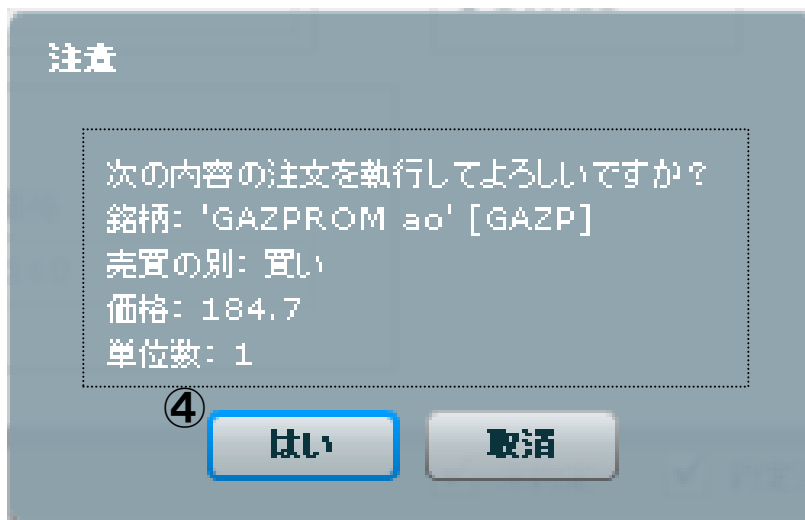 注意
次の内容の注文を執行してよろしいですか？
銘柄: 'GAZPROM ao' [GAZP]
売買の別: 買い
価格: 184.7
単位数: 1
④
はい
取消